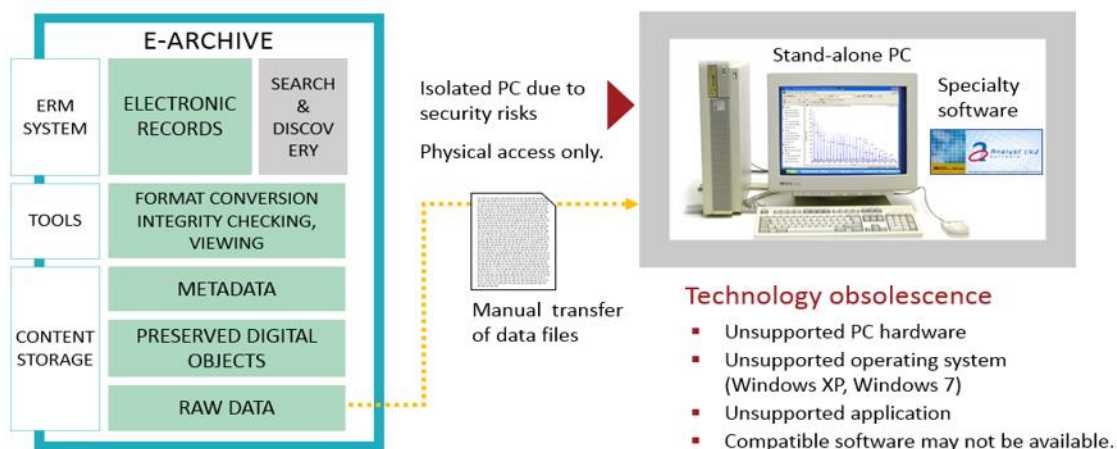 E-ARCHIVE
ERM
SYSTEM
ELECTRONIC
RECORDS
SEARCH
&
DISCOV
ERY
TOOLS
FORMAT CONVERSION
INTEGRITY CHECKING,
VIEWING
CONTENT
STORAGE
METADATA
PRESERVED DIGITAL
OBJECTS
RAW DATA
Isolated PC due to
security risks
Physical access only.
Manual transfer
of data files
Stand-alone PC
Specialty
software
Analyst
Technology obsolescence
▪ Unsupported PC hardware
▪ Unsupported operating system
(Windows XP, Windows 7)
▪ Unsupported application
▪ Compatible software may not be available.